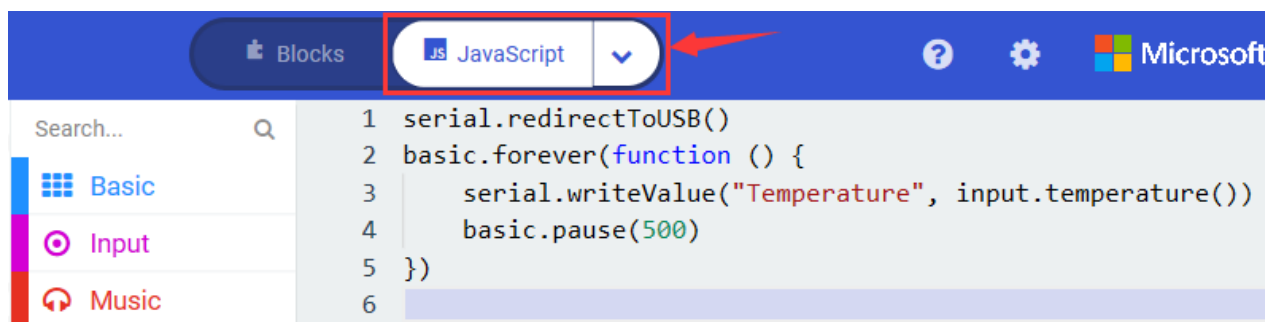 Blocks
JS JavaScript
Microsoft
Search...
Basic
Input
Music
1 serial.redirectToUSB()
2 basic.forever(function () {
3     serial.writeValue("Temperature", input.temperature())
4     basic.pause(500)
5 })
6